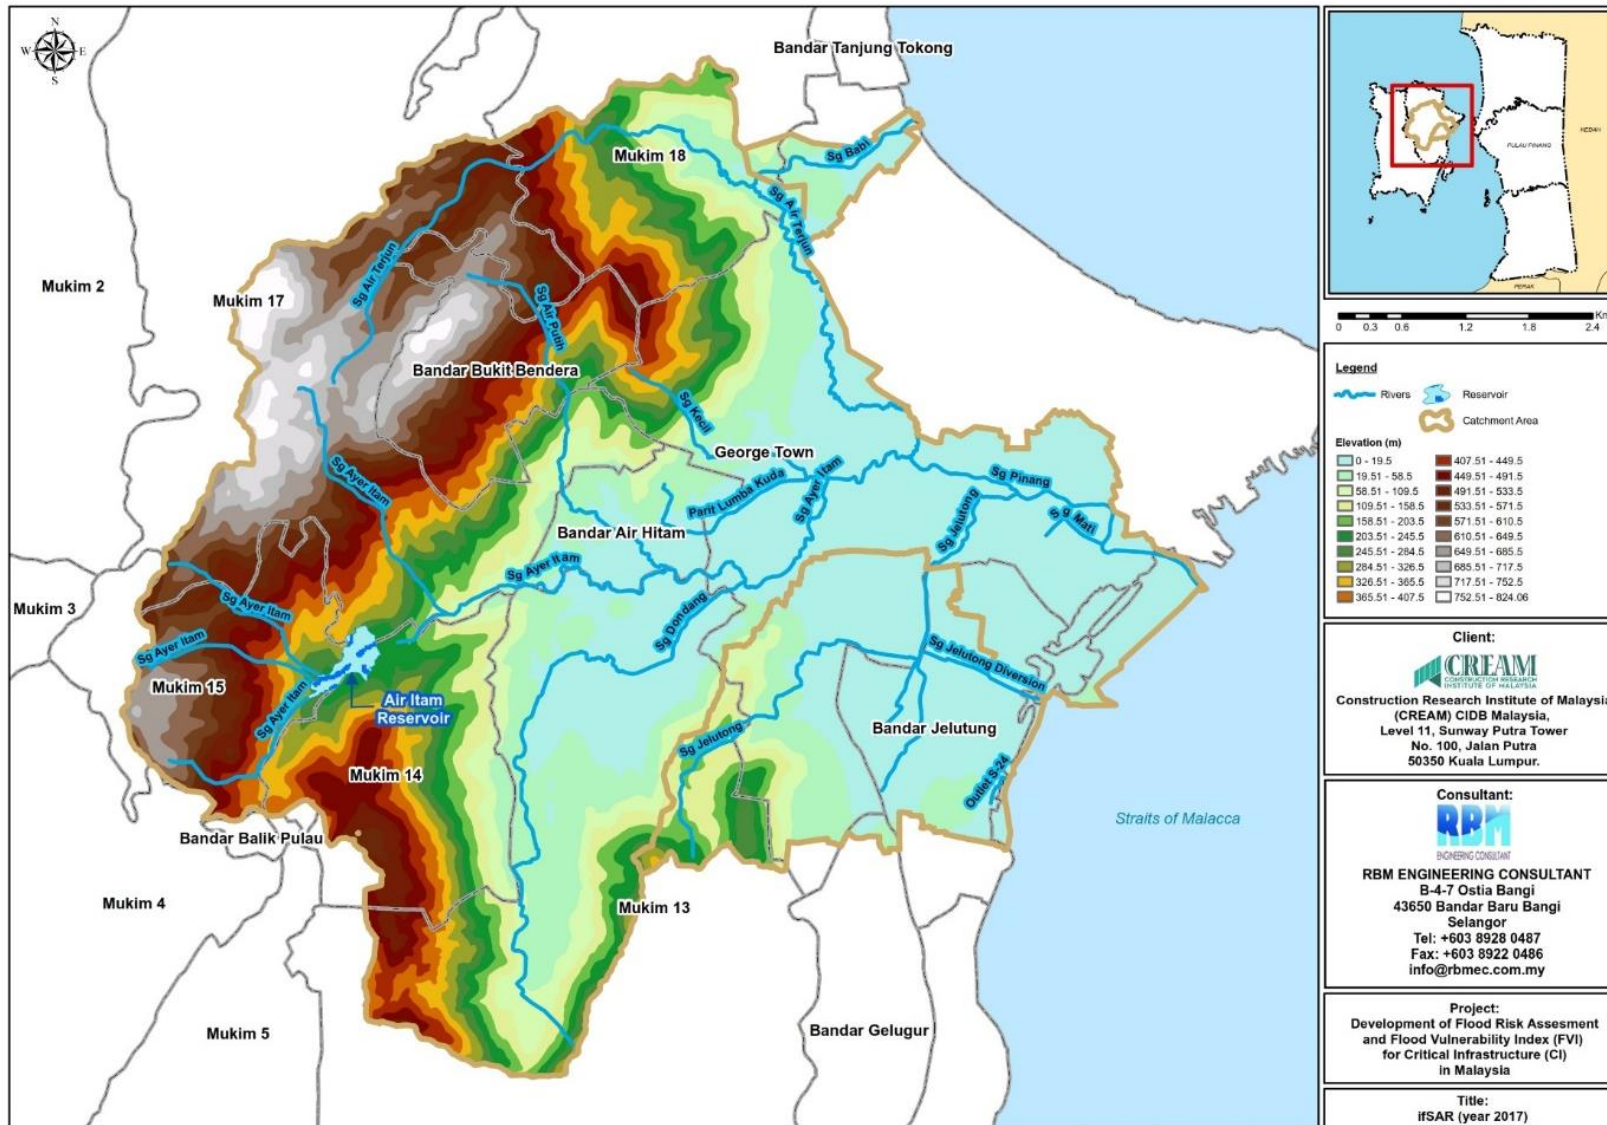 N
W E
S
Bandar Tanjung Tokong
Mukim 18
Sg Babi
Sg Air Terjun
Sg Air Terjun
Mukim 2
Mukim 17
Sg Air Putih
Bandar Bukit Bendera
Sg Kecil
George Town
Sg Ayer Itam
Parit Lumba Kuda
Sg Ayer Itam
Sg Pinang
Sg Jelutong
Sg Mati
Bandar Air Hitam
Sg Ayer Itam
Mukim 3
Sg Ayer Itam
Sg Ayer Itam
Sg Dondang
Mukim 15
Sg Ayer Itam
Air Itam
Reservoir
Sg Jelutong Diversion
Bandar Jelutung
Sg Jelutong
Mukim 14
Outlet S-24
Straits of Malacca
Bandar Balik Pulau
Mukim 4
Mukim 13
Mukim 5
Bandar Gelugur
KEDAH
PULAU PINANG
PERAK
Km
0 0.3 0.6 1.2 1.8 2.4
Legend
Rivers Reservoir
Catchment Area
Elevation (m)
0 - 19.5 407.51 - 449.5
19.51 - 58.5 449.51 - 491.5
58.51 - 109.5 491.51 - 533.5
109.51 - 158.5 533.51 - 571.5
158.51 - 203.5 571.51 - 610.5
203.51 - 245.5 610.51 - 649.5
245.51 - 284.5 649.51 - 685.5
284.51 - 326.5 685.51 - 717.5
326.51 - 365.5 717.51 - 752.5
365.51 - 407.5 752.51 - 824.06
Client:
CREAM
CONSTRUCTION RESEARCH
INSTITUTE OF MALAYSIA
Construction Research Institute of Malaysia
(CREAM) CIDB Malaysia,
Level 11, Sunway Putra Tower
No. 100, Jalan Putra
50350 Kuala Lumpur.
Consultant:
RBM
ENGINEERING CONSULTANT
RBM ENGINEERING CONSULTANT
B-4-7 Ostia Bangi
43650 Bandar Baru Bangi
Selangor
Tel: +603 8928 0487
Fax: +603 8922 0486
info@rbmec.com.my
Project:
Development of Flood Risk Assesment
and Flood Vulnerability Index (FVI)
for Critical Infrastructure (CI)
in Malaysia
Title:
ifSAR (year 2017)